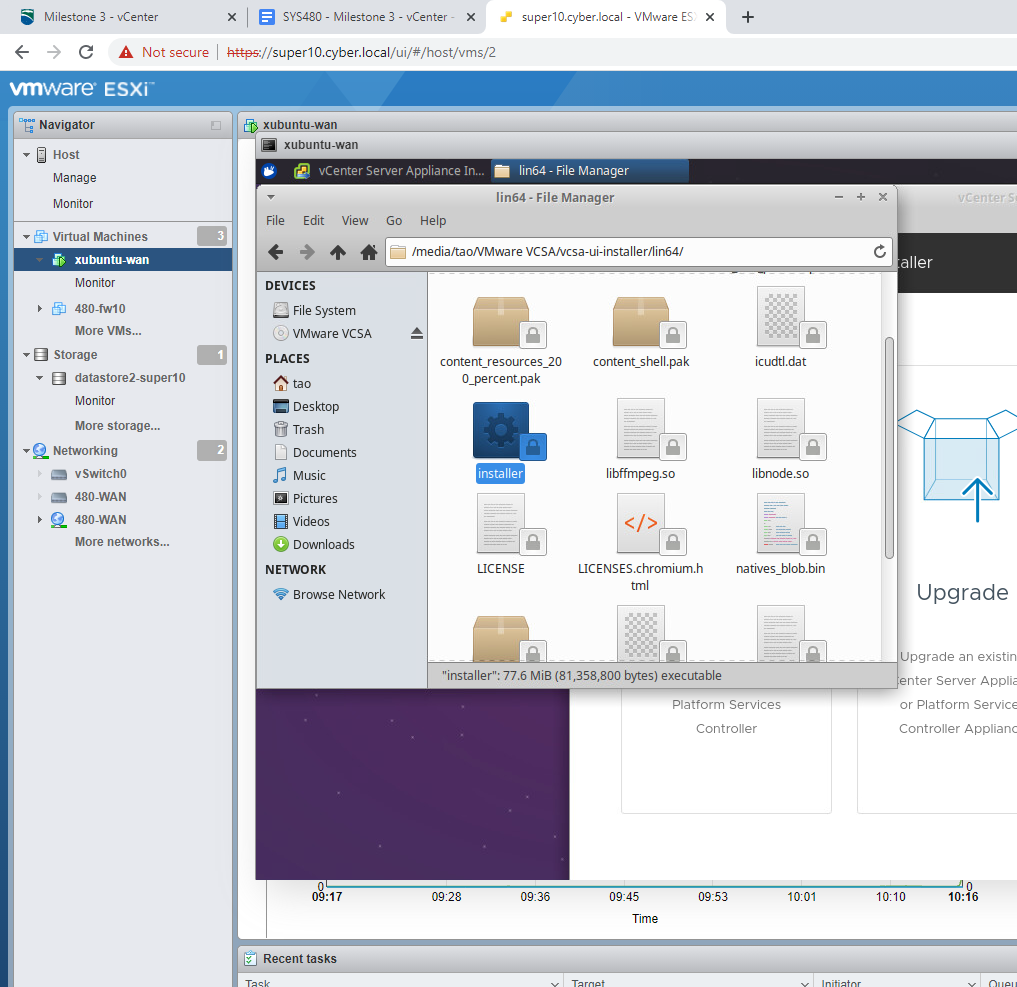 Milestone 3 - vCenter
SYS480 - Milestone 3 - vCenter -
super10.cyber.local - VMware ESX
Not secure
https://super10.cyber.local/ui/#/host/vms/2
vmware ESXi™
Navigator
Host
Manage
Monitor
Virtual Machines
3
xubuntu-wan
Monitor
480-fw10
More VMs...
Storage
1
datastore2-super10
Monitor
More storage...
Networking
2
vSwitch0
480-WAN
480-WAN
More networks...
xubuntu-wan
xubuntu-wan
vCenter Server Appliance In...
lin64 - File Manager
lin64 - File Manager
vCenter Se
File Edit View Go Help
/media/tao/VMware VCSA/vcsa-ui-installer/lin64/
DEVICES
File System
VMware VCSA
PLACES
tao
Desktop
Trash
Documents
Music
Pictures
Videos
Downloads
NETWORK
Browse Network
content_resources_20
0_percent.pak
content_shell.pak
icudtl.dat
installer
libffmpeg.so
libnode.so
LICENSE
LICENSES.chromium.h
tml
natives_blob.bin
"installer": 77.6 MiB (81,358,800 bytes) executable
aller
Upgrade
Upgrade an existin
enter Server Applia
or Platform Service
Controller Applianc
Platform Services
Controller
0
0
09:17 09:28 09:36 09:45 09:53 10:01 10:10 10:16
Time
Recent tasks
Task Target Initiator Queu